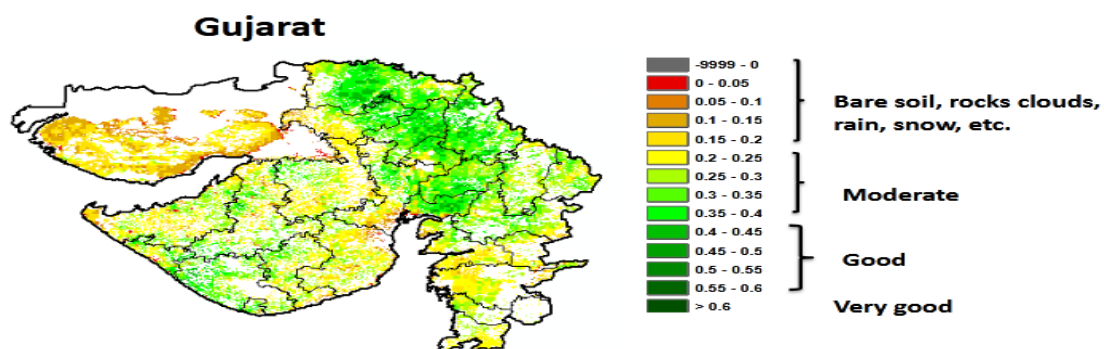 Gujarat
-9999 - 0
0 - 0.05
0.05 - 0.1
0.1 - 0.15
0.15 - 0.2
0.2 - 0.25
0.25 - 0.3
0.3 - 0.35
0.35 - 0.4
0.4 - 0.45
0.45 - 0.5
0.5 - 0.55
0.55 - 0.6
> 0.6
Bare soil, rocks clouds,
rain, snow, etc.
Moderate
Good
Very good